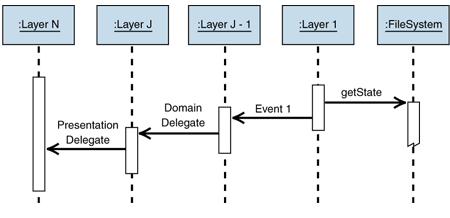 :Layer N
:Layer J
:Layer J - 1
:Layer 1
:FileSystem
getState
Event 1
Domain
Delegate
Presentation
Delegate